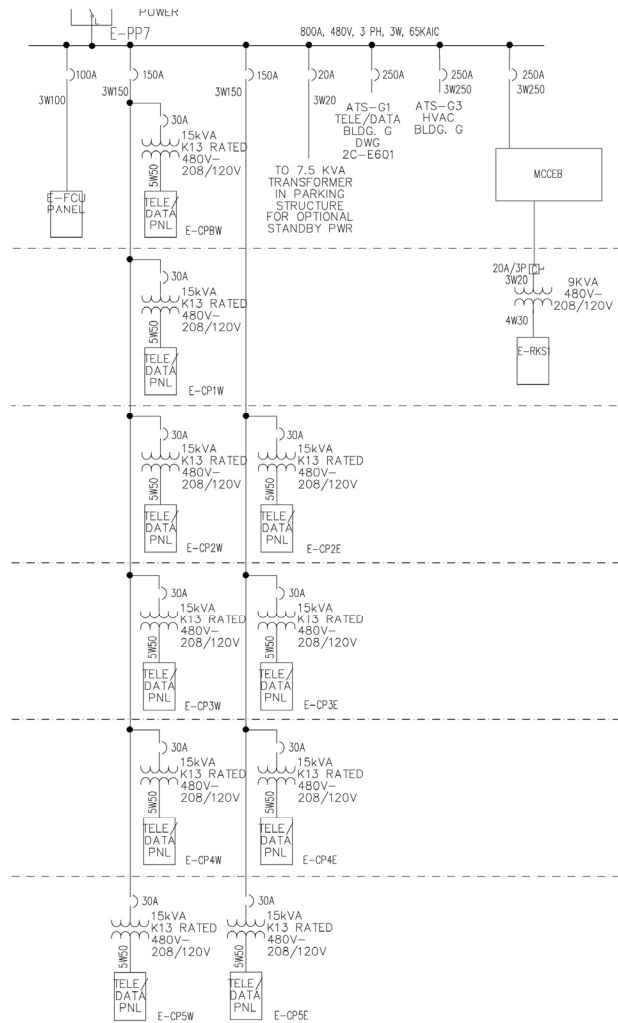 POWER
E-PP7
800A, 480V, 3 PH, 3W, 65KAIC
100A
3W100
150A
3W150
150A
3W150
20A
3W20
250A
250A
3W250
250A
3W250
ATS-G1
TELE/DATA
BLDG. G
DWG
2C-E601
ATS-G3
HVAC
BLDG. G
TO 7.5 KVA
TRANSFORMER
IN PARKING
STRUCTURE
FOR OPTIONAL
STANDBY PWR
MCCEB
E-FCU
PANEL
30A
15kVA
K13 RATED
480V-
208/120V
5W50
TELE/
DATA
PNL
E-CPBW
20A/3P
3W20
9KVA
480V-
208/120V
4W30
E-RKS1
30A
15kVA
K13 RATED
480V-
208/120V
5W50
TELE/
DATA
PNL
E-CP1W
30A
15kVA
K13 RATED
480V-
208/120V
5W50
TELE/
DATA
PNL
E-CP2W
30A
15kVA
K13 RATED
480V-
208/120V
5W50
TELE/
DATA
PNL
E-CP2E
30A
15kVA
K13 RATED
480V-
208/120V
5W50
TELE/
DATA
PNL
E-CP3W
30A
15kVA
K13 RATED
480V-
208/120V
5W50
TELE/
DATA
PNL
E-CP3E
30A
15kVA
K13 RATED
480V-
208/120V
5W50
TELE/
DATA
PNL
E-CP4W
30A
15kVA
K13 RATED
480V-
208/120V
5W50
TELE/
DATA
PNL
E-CP4E
30A
15kVA
K13 RATED
480V-
208/120V
5W50
TELE/
DATA
PNL
E-CP5W
30A
15kVA
K13 RATED
480V-
208/120V
5W50
TELE/
DATA
PNL
E-CP5E